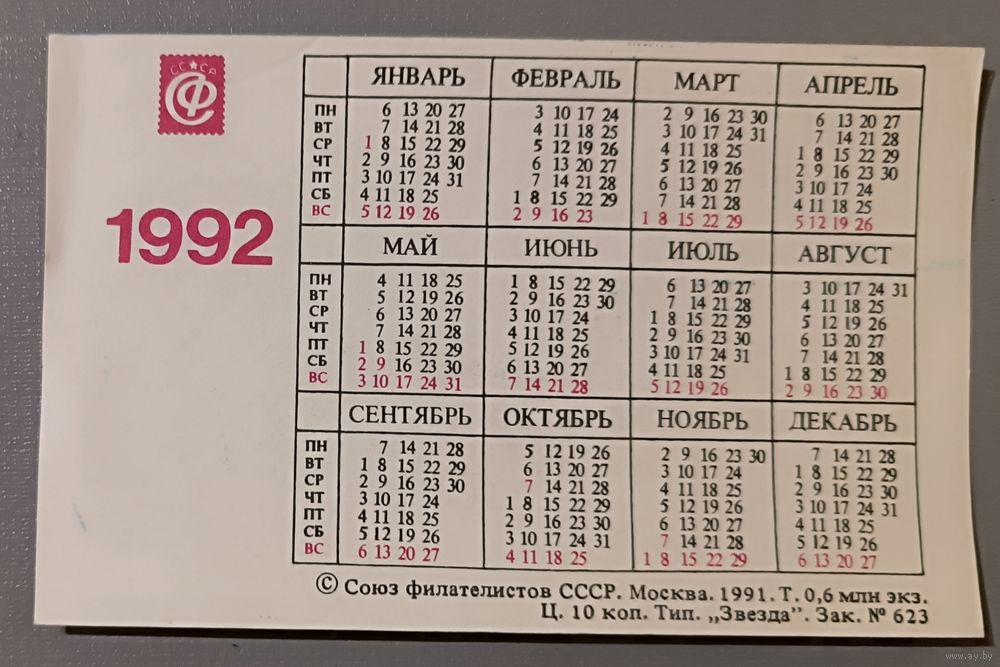 СССР
СФ
1992
ЯНВАРЬ ФЕВРАЛЬ МАРТ АПРЕЛЬ
ПН 6 13 20 27 3 10 17 24 2 9 16 23 30 6 13 20 27
ВТ 7 14 21 28 4 11 18 25 3 10 17 24 31 7 14 21 28
СР 1 8 15 22 29 5 12 19 26 4 11 18 25 1 8 15 22 29
ЧТ 2 9 16 23 30 6 13 20 27 5 12 19 26 2 9 16 23 30
ПТ 3 10 17 24 31 7 14 21 28 6 13 20 27 3 10 17 24
СБ 4 11 18 25 1 8 15 22 29 7 14 21 28 4 11 18 25
ВС 5 12 19 26 2 9 16 23 1 8 15 22 29 5 12 19 26
МАЙ ИЮНЬ ИЮЛЬ АВГУСТ
ПН 4 11 18 25 1 8 15 22 29 6 13 20 27 3 10 17 24 31
ВТ 5 12 19 26 2 9 16 23 30 7 14 21 28 4 11 18 25
СР 6 13 20 27 3 10 17 24 1 8 15 22 29 5 12 19 26
ЧТ 7 14 21 28 4 11 18 25 2 9 16 23 30 6 13 20 27
ПТ 1 8 15 22 29 5 12 19 26 3 10 17 24 31 7 14 21 28
СБ 2 9 16 23 30 6 13 20 27 4 11 18 25 1 8 15 22 29
ВС 3 10 17 24 31 7 14 21 28 5 12 19 26 2 9 16 23 30
СЕНТЯБРЬ ОКТЯБРЬ НОЯБРЬ ДЕКАБРЬ
ПН 7 14 21 28 5 12 19 26 2 9 16 23 30 7 14 21 28
ВТ 1 8 15 22 29 6 13 20 27 3 10 17 24 1 8 15 22 29
СР 2 9 16 23 30 7 14 21 28 4 11 18 25 2 9 16 23 30
ЧТ 3 10 17 24 1 8 15 22 29 5 12 19 26 3 10 17 24 31
ПТ 4 11 18 25 2 9 16 23 30 6 13 20 27 4 11 18 25
СБ 5 12 19 26 3 10 17 24 31 7 14 21 28 5 12 19 26
ВС 6 13 20 27 4 11 18 25 1 8 15 22 29 6 13 20 27
© Союз филателистов СССР. Москва. 1991. Т. 0,6 млн экз.
Ц. 10 коп. Тип. „Звезда”. Зак. № 623
www.ay.by